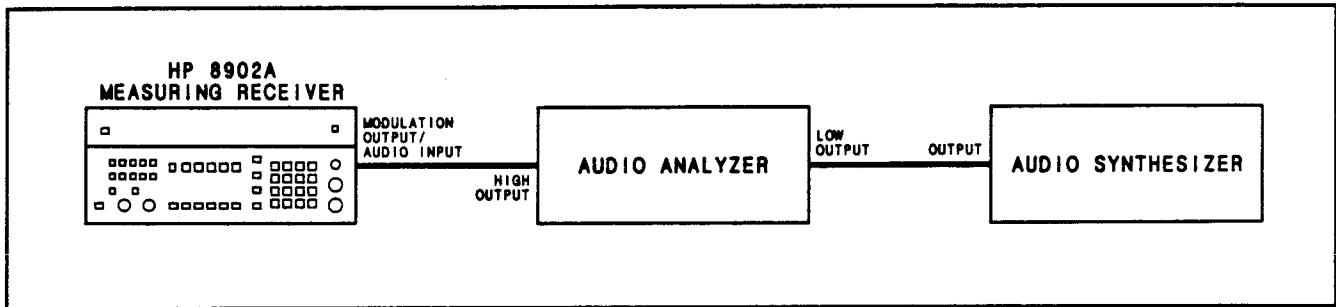 HP 8902A
MEASURING RECEIVER
MODULATION
OUTPUT/
AUDIO INPUT
HIGH
OUTPUT
AUDIO ANALYZER
LOW
OUTPUT
OUTPUT
AUDIO SYNTHESIZER